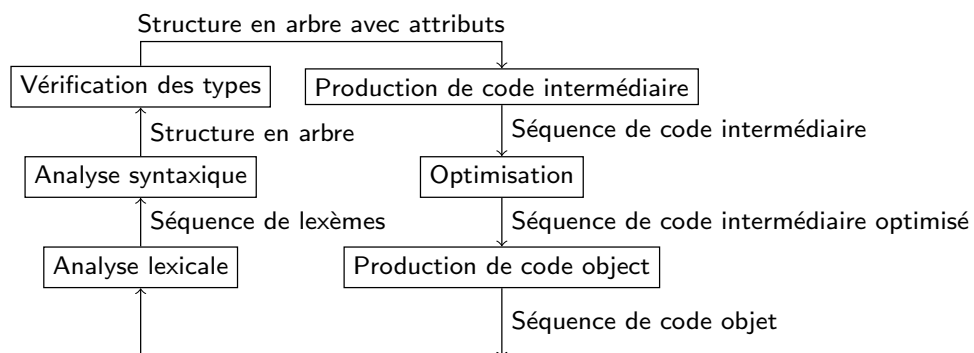 Structure en arbre avec attributs
Vérification des types
Production de code intermédiaire
Structure en arbre
Séquence de code intermédiaire
Analyse syntaxique
Optimisation
Séquence de lexèmes
Séquence de code intermédiaire optimisé
Analyse lexicale
Production de code object
Séquence de code objet